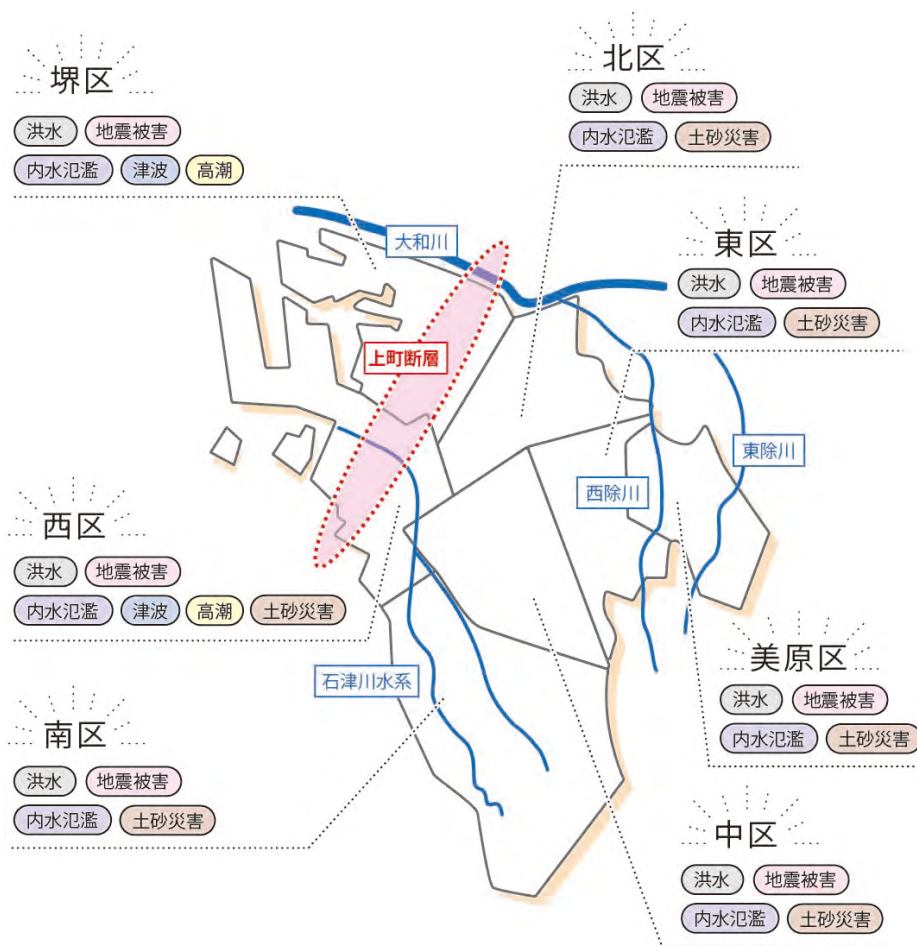 堺区
洪水 地震被害
内水氾濫 津波 高潮
北区
洪水 地震被害
内水氾濫 土砂災害
大和川
東区
洪水 地震被害
内水氾濫 土砂災害
上町断層
東除川
西除川
西区
洪水 地震被害
内水氾濫 津波 高潮 土砂災害
石津川水系
美原区
洪水 地震被害
内水氾濫 土砂災害
南区
洪水 地震被害
内水氾濫 土砂災害
中区
洪水 地震被害
内水氾濫 土砂災害